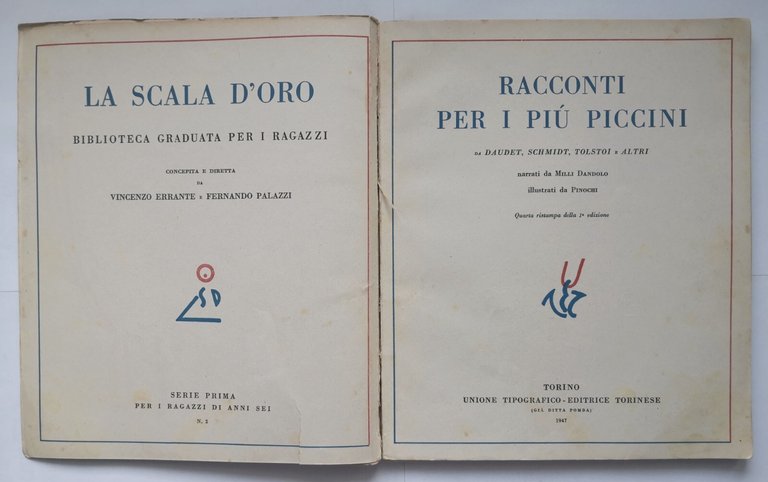 LA SCALA D'ORO
BIBLIOTECA GRADUATA PER I RAGAZZI
CONCEPITA E DIRETTA
DA
VINCENZO ERRANTE E FERNANDO PALAZZI
SD
SERIE PRIMA
PER I RAGAZZI DI ANNI SEI
N. 2
RACCONTI
PER I PIÚ PICCINI
DA DAUDET, SCHMIDT, TOLSTOI E ALTRI
narrati da MILLI DANDOLO
illustrati da PINOCHI
Quarta ristampa della 1ª edizione
TORINO
UNIONE TIPOGRAFICO-EDITRICE TORINESE
(GIÀ DITTA POMBA)
1947